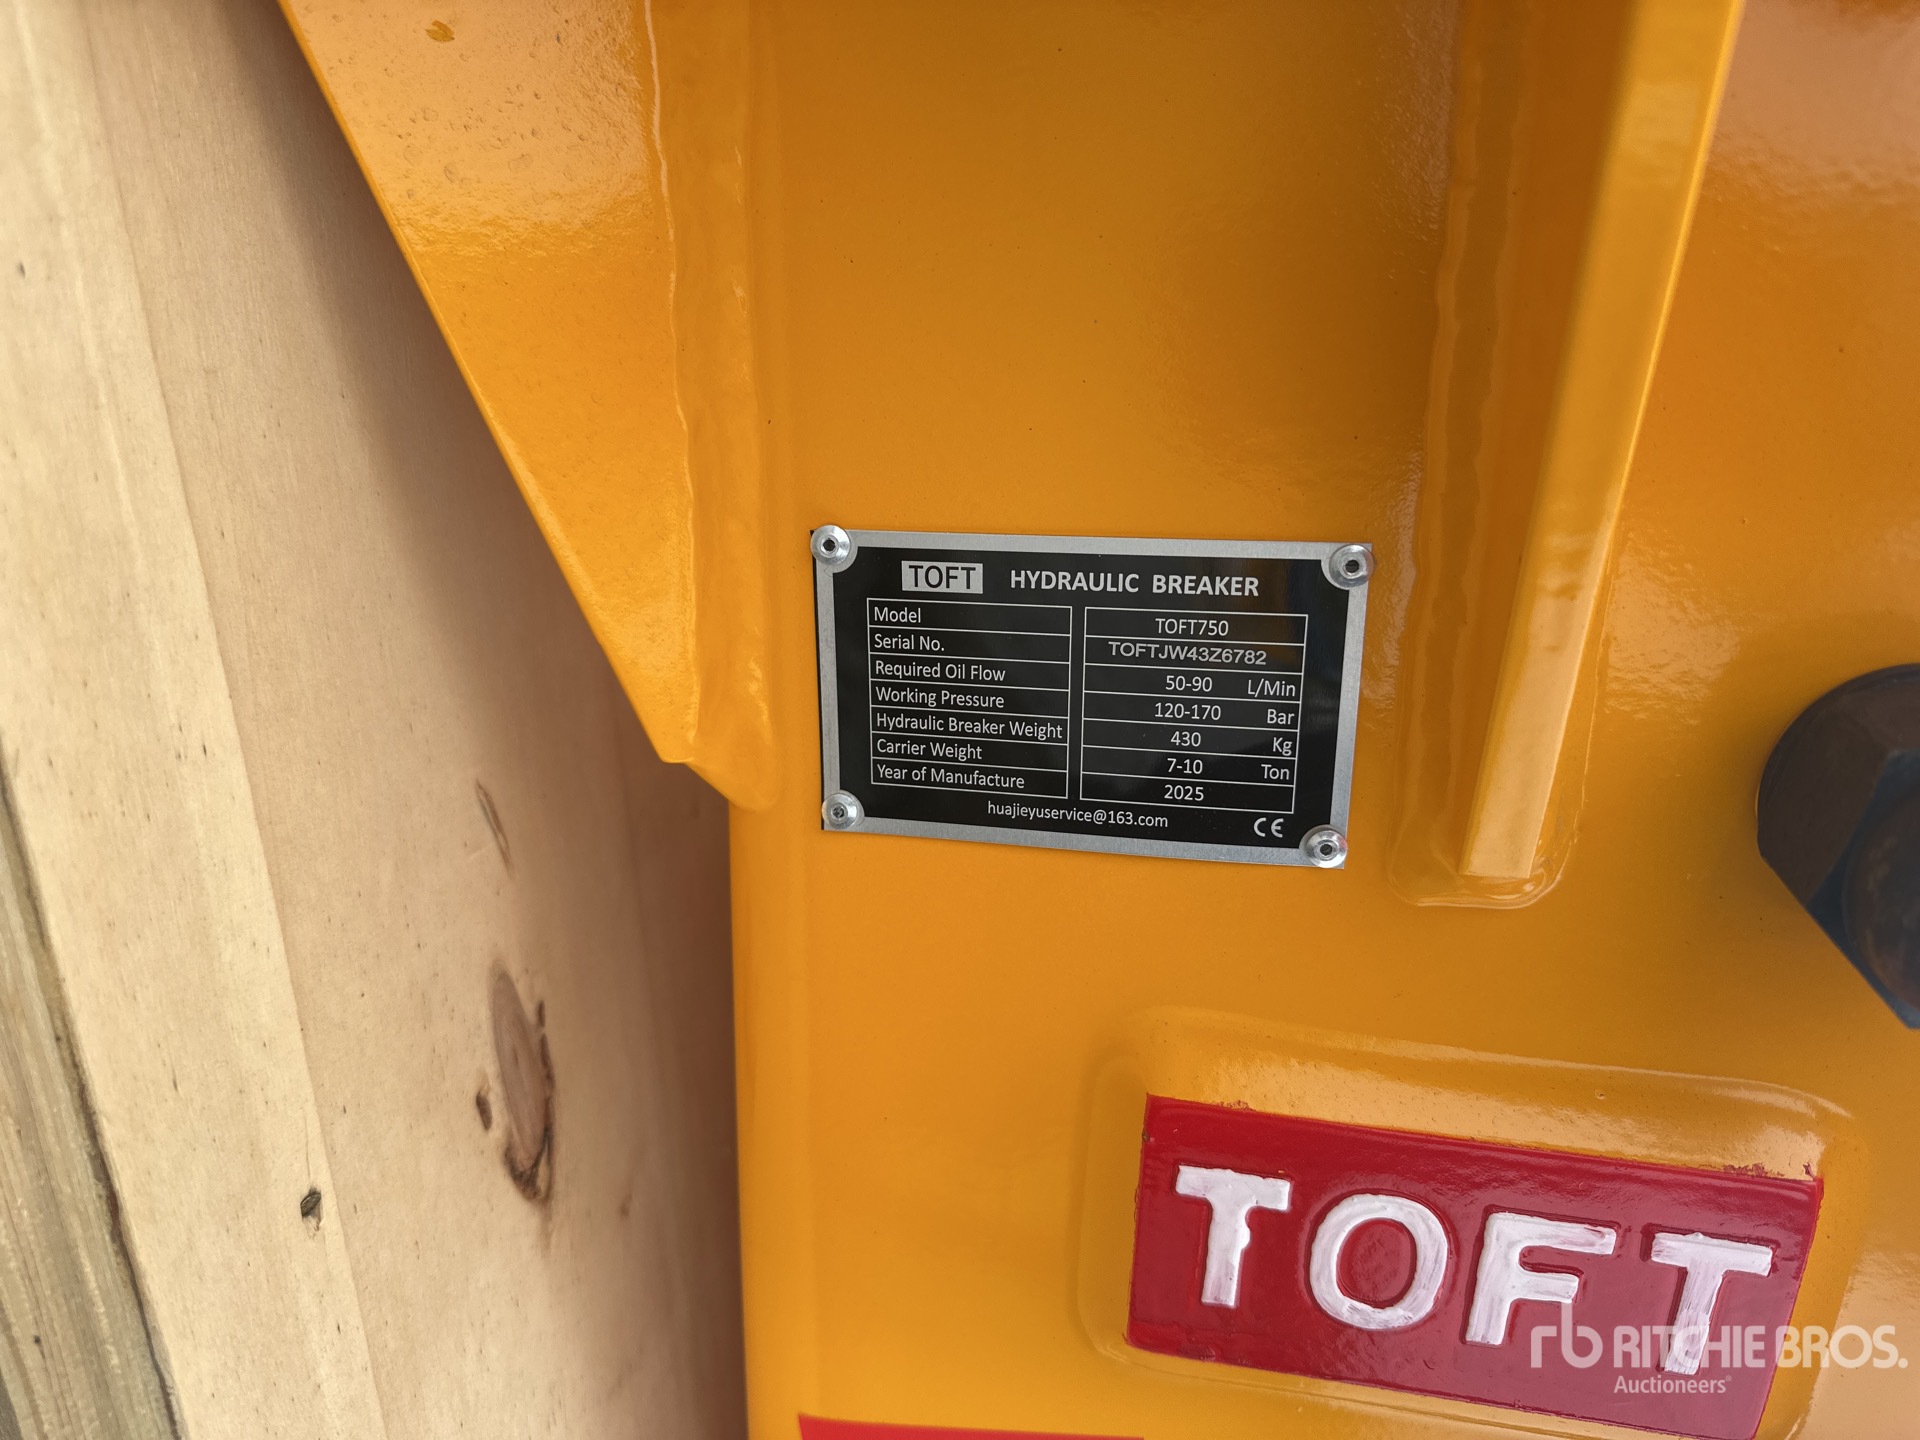 TOFT HYDRAULIC BREAKER
Model TOFT750
Serial No. TOFTJW43Z6782
Required Oil Flow 50-90 L/Min
Working Pressure 120-170 Bar
Hydraulic Breaker Weight 430 Kg
Carrier Weight 7-10 Ton
Year of Manufacture 2025
huajieyuservice@163.com CE
TOFT
rb RITCHIE BROS.
Auctioneers